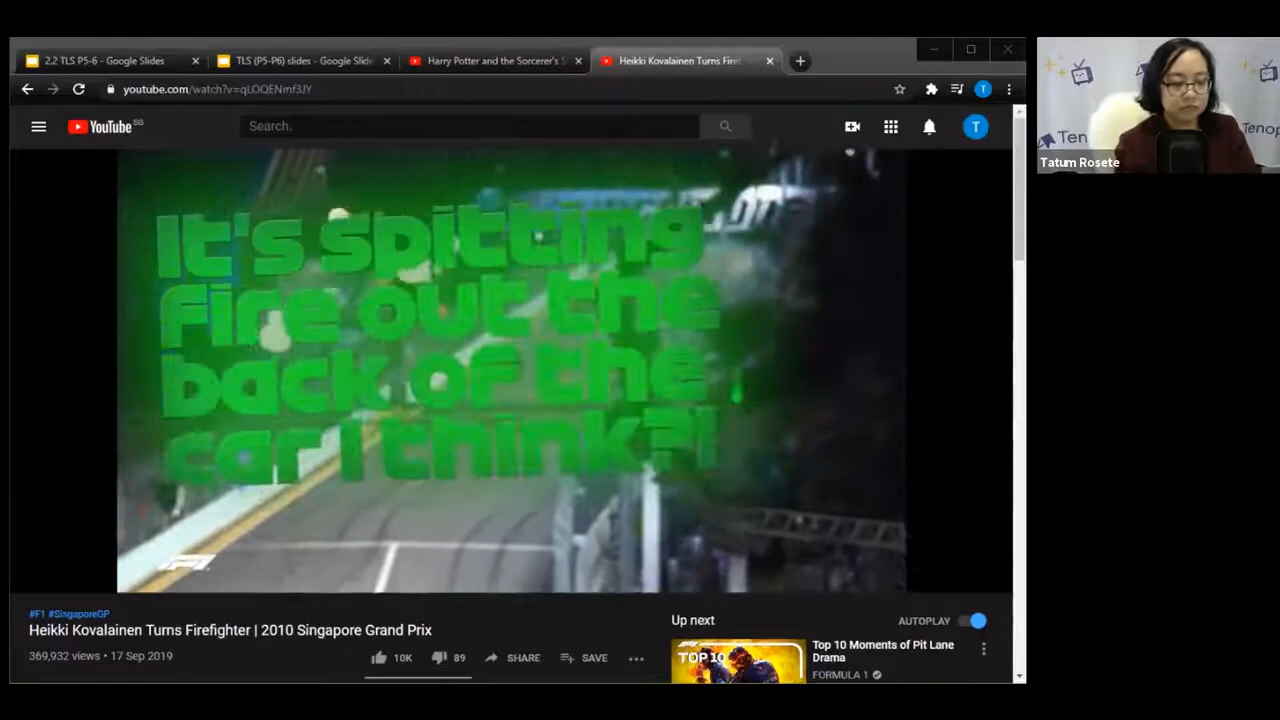 2.2 TLS P5-6 - Google Slides
TLS (P5-P6) slides - Google Slide
Harry Potter and the Sorcerer's S
Heikki Kovalainen Turns Firef
youtube.com/watch?v=qLOQENmf3JY
YouTube SG
Search.
T
T
It's spitting
fire out the
back of the
car I think?!
F1
#F1 #SingaporeGP
Heikki Kovalainen Turns Firefighter | 2010 Singapore Grand Prix
369,932 views • 17 Sep 2019
10K
89
SHARE
SAVE
Up next
AUTOPLAY
TOP 10
Top 10 Moments of Pit Lane
Drama
FORMULA 1
Tenop
Tatum Rosete